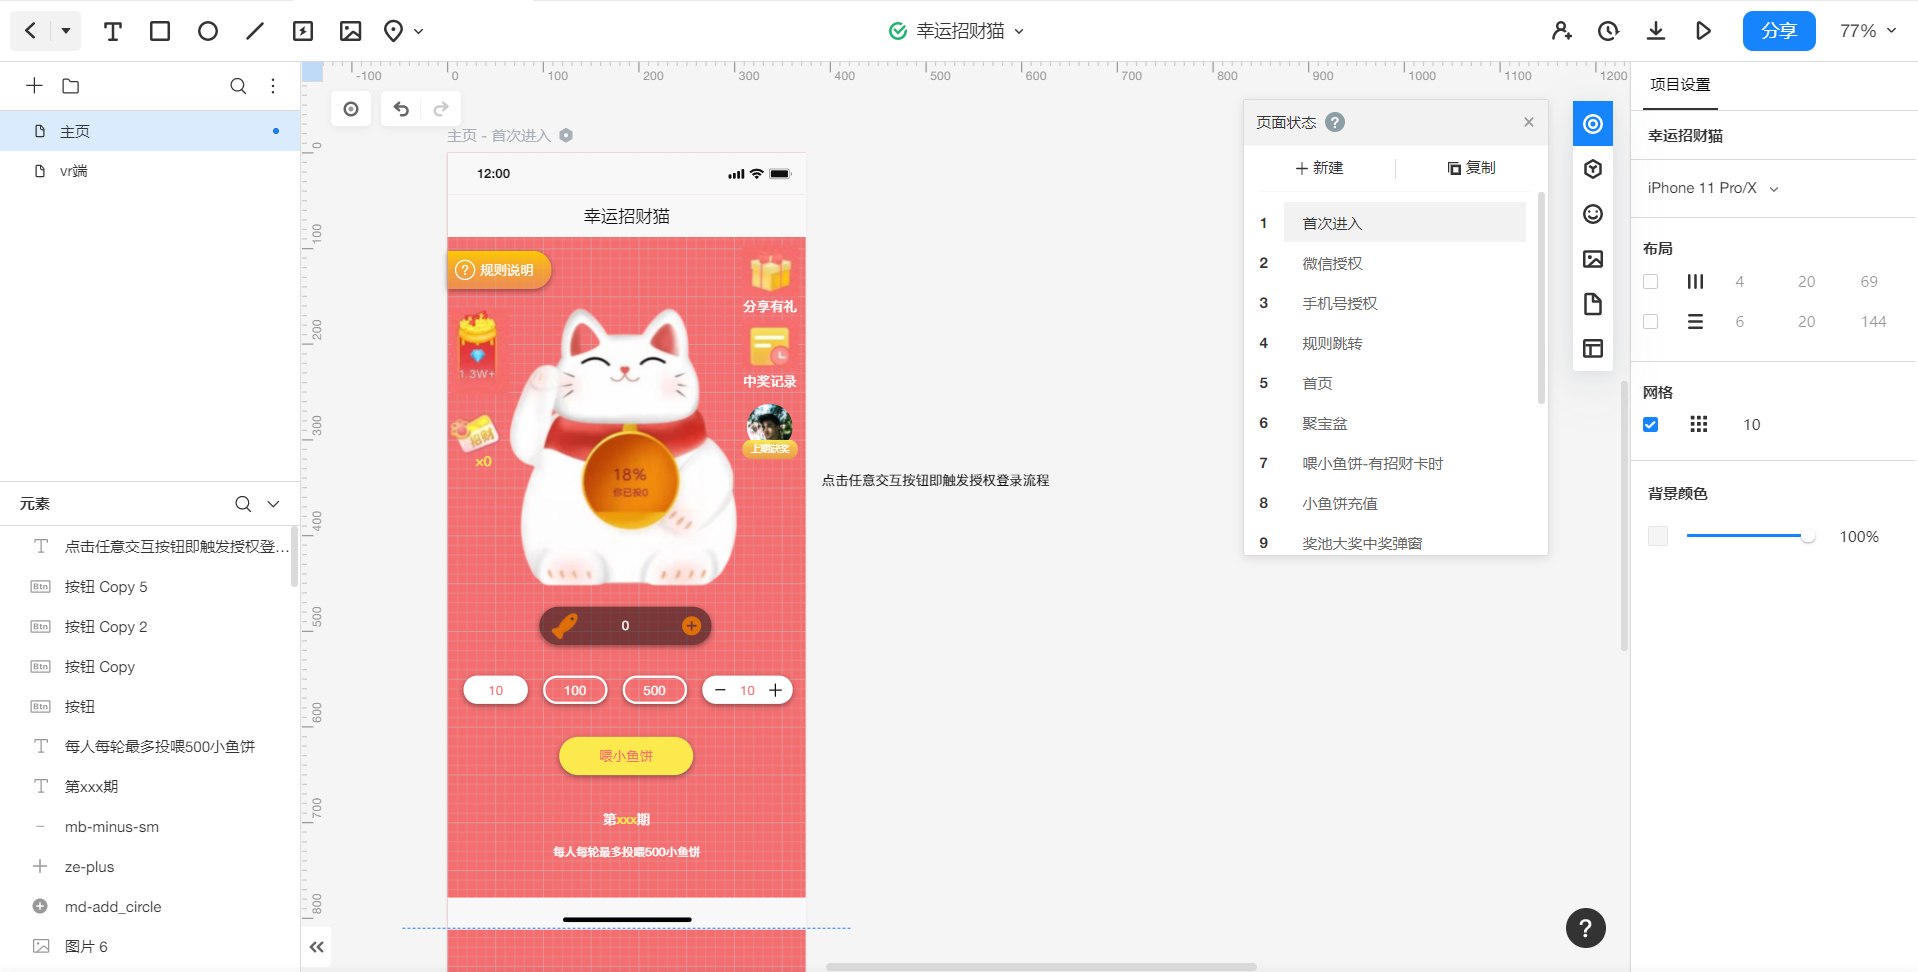 幸运招财猫
分享
77%
主页
vr端
元素
点击任意交互按钮即触发授权登...
Btn 按钮 Copy 5
Btn 按钮 Copy 2
Btn 按钮 Copy
Btn 按钮
每人每轮最多投喂500小鱼饼
第xxx期
mb-minus-sm
ze-plus
md-add_circle
图片 6
-100 0 100 200 300 400 500 600 700 800 900 1000 1100 1200
0
100
200
300
400
500
600
700
800
主页 - 首次进入
12:00
幸运招财猫
? 规则说明
分享有礼
1.3W+
中奖记录
招财
x0
上期获奖
18%
你已投0
0
10 100 500 10
喂小鱼饼
第xxx期
每人每轮最多投喂500小鱼饼
点击任意交互按钮即触发授权登录流程
页面状态 ?
新建 复制
1 首次进入
2 微信授权
3 手机号授权
4 规则跳转
5 首页
6 聚宝盆
7 喂小鱼饼-有招财卡时
8 小鱼饼充值
9 奖池大奖中奖弹窗
项目设置
幸运招财猫
iPhone 11 Pro/X
布局
4 20 69
6 20 144
网格
10
背景颜色
100%
?